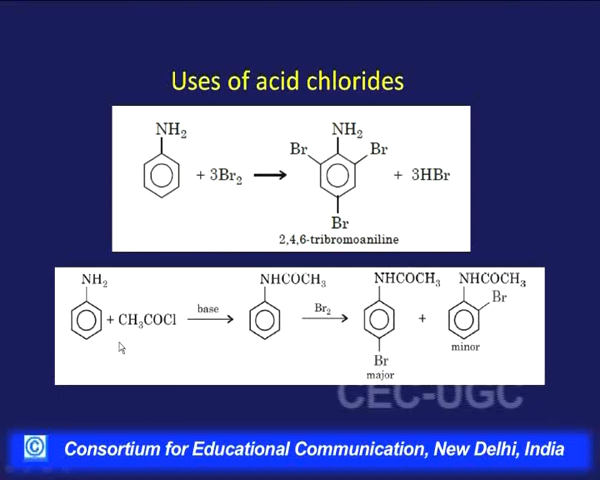 Uses of acid chlorides
NH2
+ 3Br2
NH2
Br
Br
Br
+ 3HBr
2,4,6-tribromoaniline
NH2
+ CH3COCl
base
NHCOCH3
Br2
NHCOCH3
Br
major
+
NHCOCH3
Br
minor
CEC-UGC
© Consortium for Educational Communication, New Delhi, India